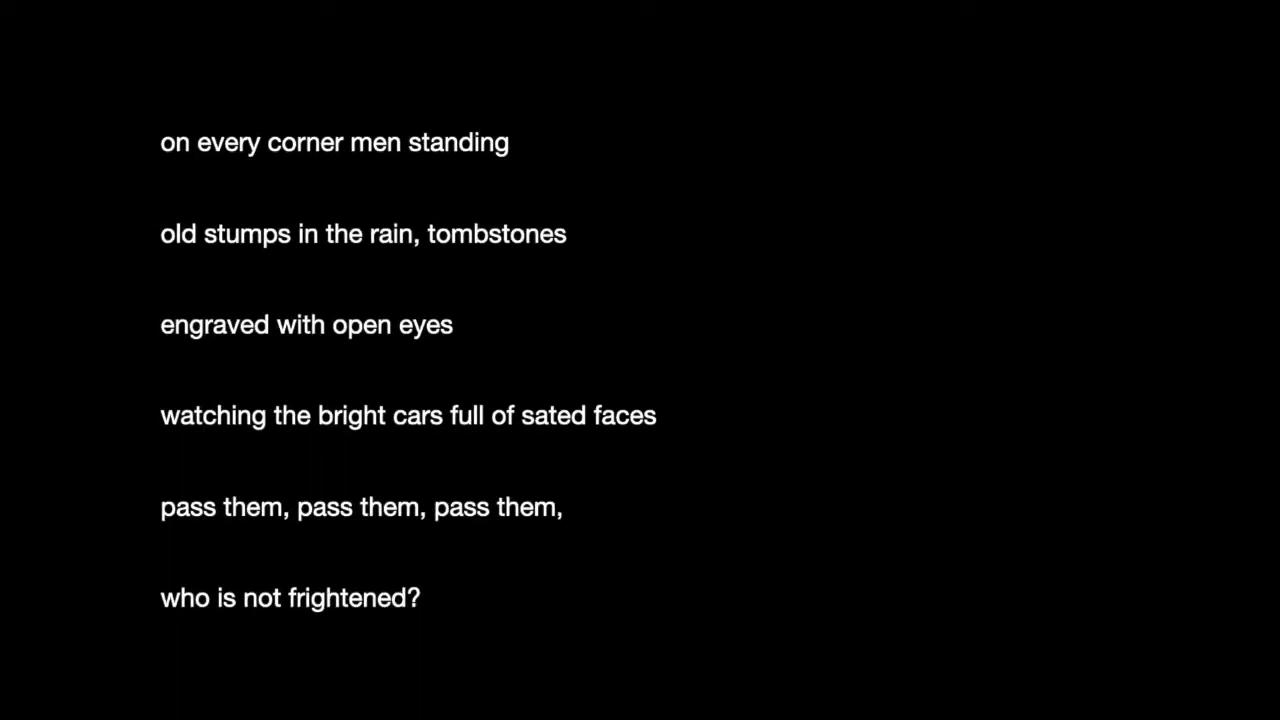 on every corner men standing
old stumps in the rain, tombstones
engraved with open eyes
watching the bright cars full of sated faces
pass them, pass them, pass them,
who is not frightened?